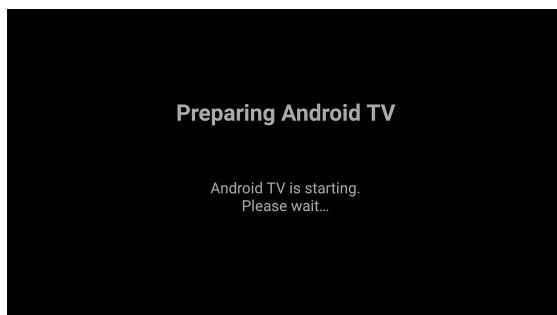 Preparing Android TV
Android TV is starting.
Please wait…